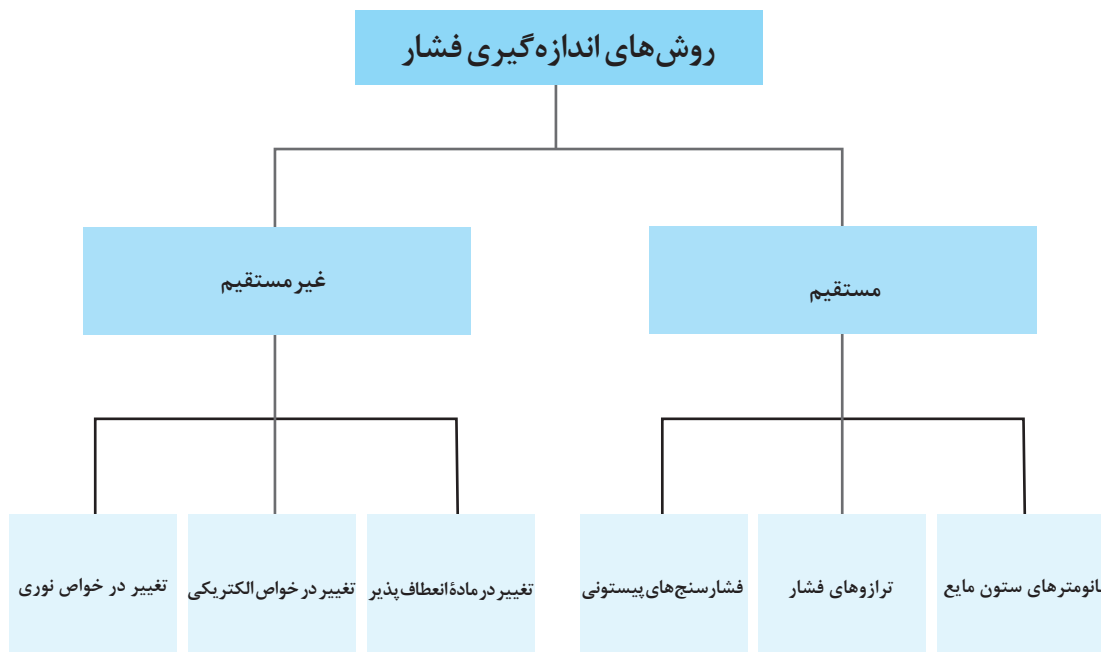 روش‌های اندازه‌گیری فشار
مستقیم
غیر مستقیم
انومترهای ستون مایع
ترازوهای فشار
فشارسنج‌های پیستونی
تغییر در مادهٔ انعطاف‌پذیر
تغییر در خواص الکتریکی
تغییر در خواص نوری